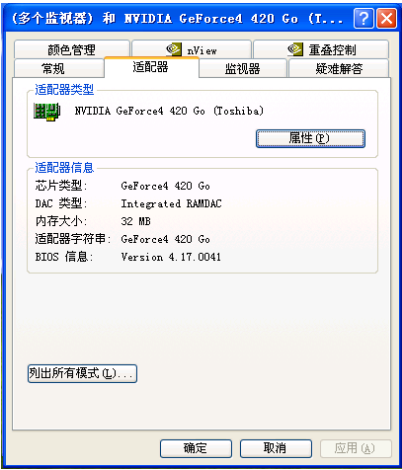 (多个监视器) 和 NVIDIA GeForce4 420 Go (T...
颜色管理 nView 重叠控制
常规 适配器 监视器 疑难解答
适配器类型
NVIDIA GeForce4 420 Go (Toshiba)
属性(P)
适配器信息
芯片类型: GeForce4 420 Go
DAC 类型: Integrated RAMDAC
内存大小: 32 MB
适配器字符串: GeForce4 420 Go
BIOS 信息: Version 4.17.0041
列出所有模式(L)...
确定 取消 应用(A)